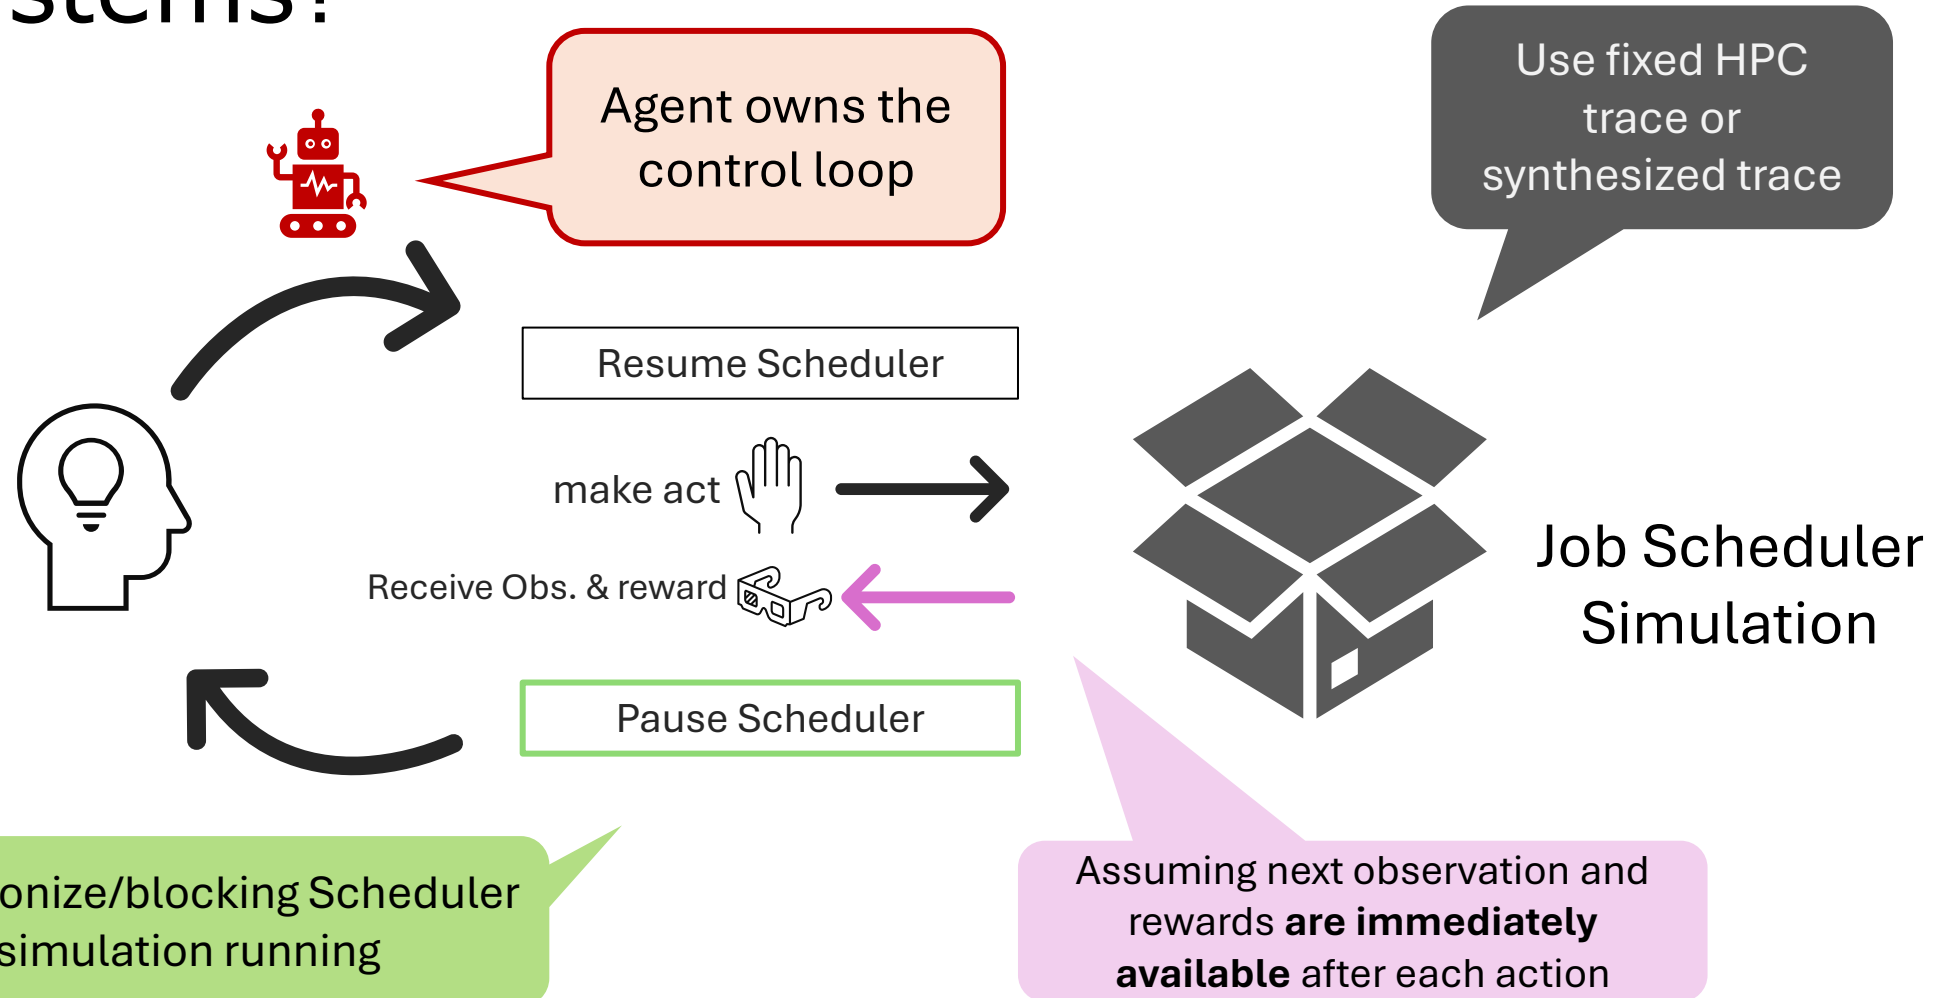 stems?
Agent owns the
control loop
Use fixed HPC
trace or
synthesized trace
Resume Scheduler
make act
Receive Obs. & reward
Pause Scheduler
Job Scheduler
Simulation
onize/blocking Scheduler
simulation running
Assuming next observation and
rewards are immediately
available after each action